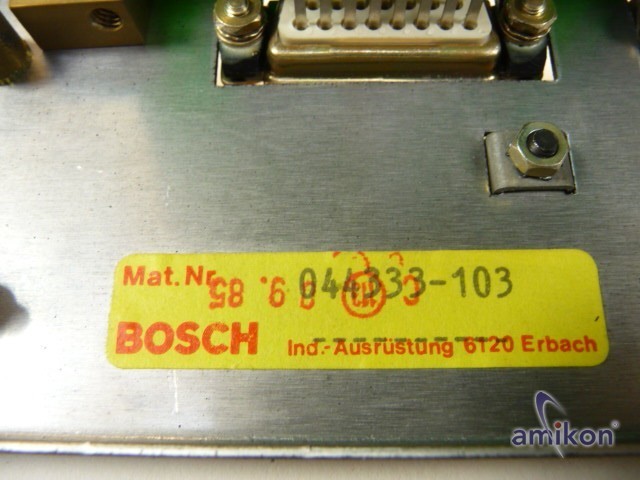 Mat.Nr. 044333-103
BOSCH Ind.-Ausrüstung 6120 Erbach
amikon